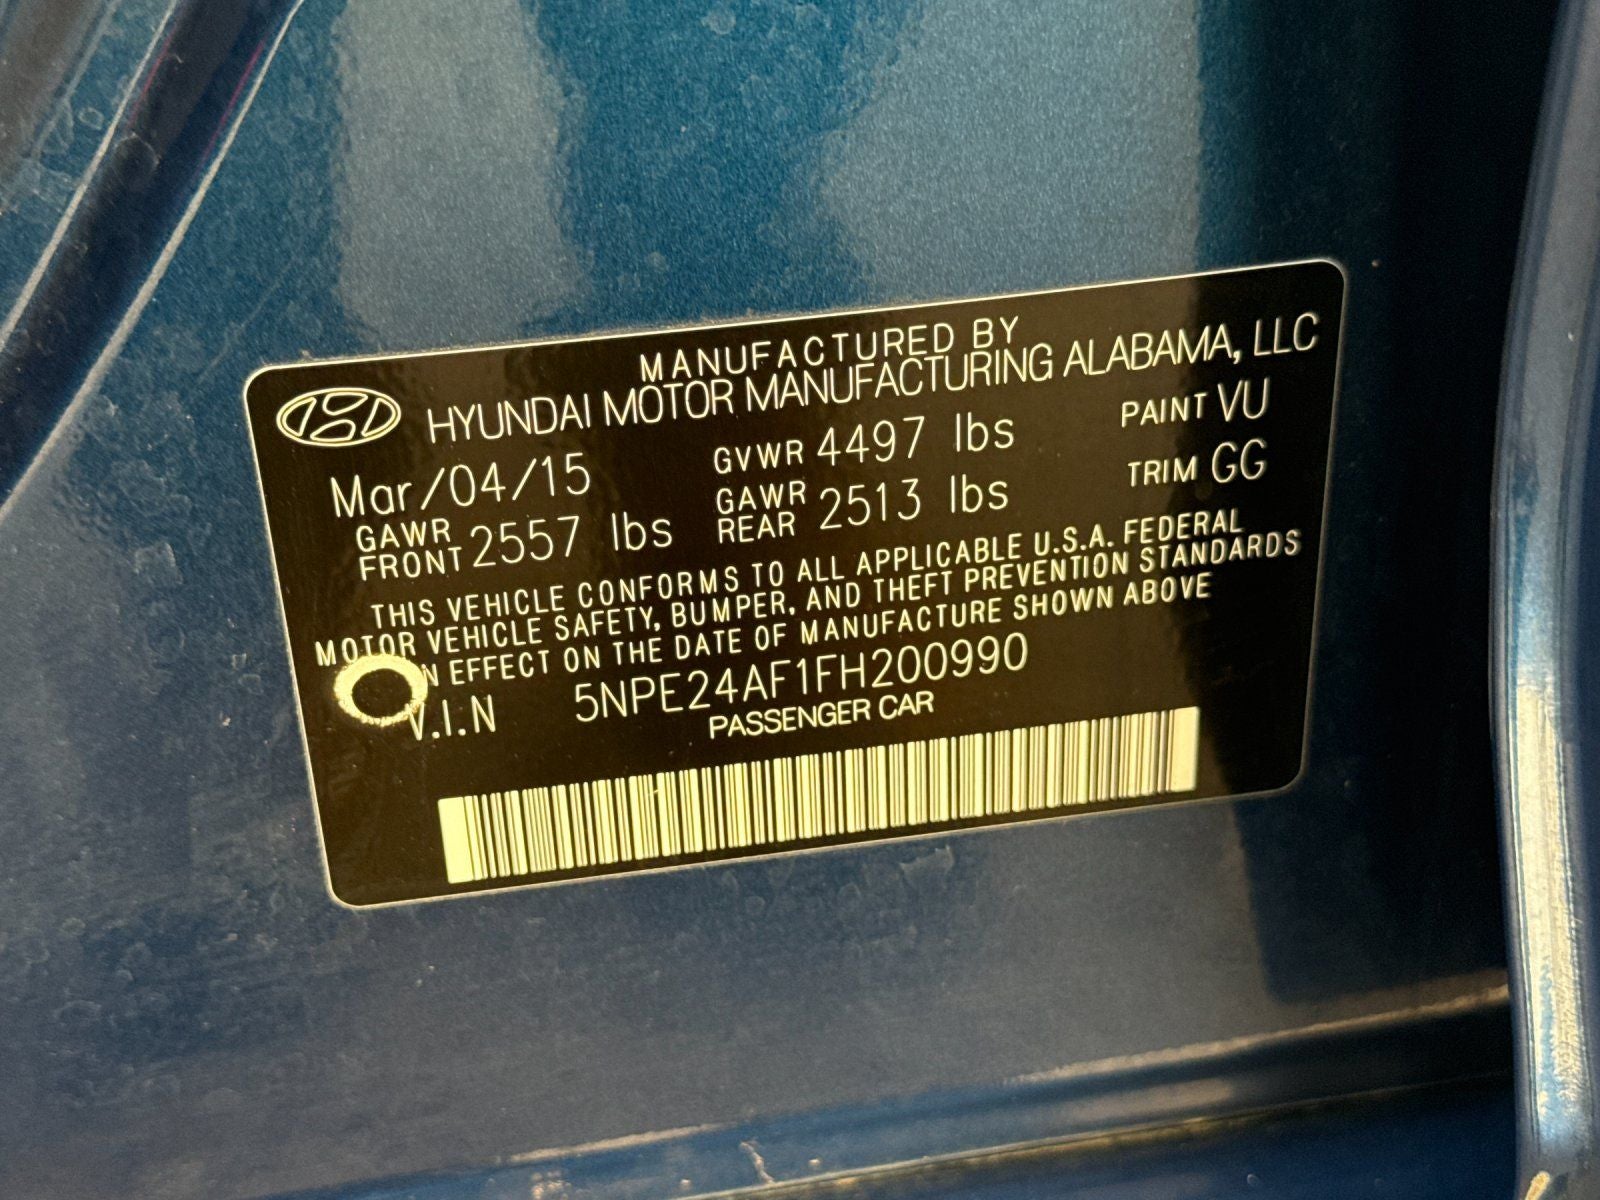 MANUFACTURED BY
HYUNDAI MOTOR MANUFACTURING ALABAMA, LLC
Mar/04/15 GVWR 4497 lbs PAINT VU
GAWR FRONT 2557 lbs GAWR REAR 2513 lbs TRIM GG
THIS VEHICLE CONFORMS TO ALL APPLICABLE U.S.A. FEDERAL
MOTOR VEHICLE SAFETY, BUMPER, AND THEFT PREVENTION STANDARDS
N EFFECT ON THE DATE OF MANUFACTURE SHOWN ABOVE
V.I.N 5NPE24AF1FH200990
PASSENGER CAR